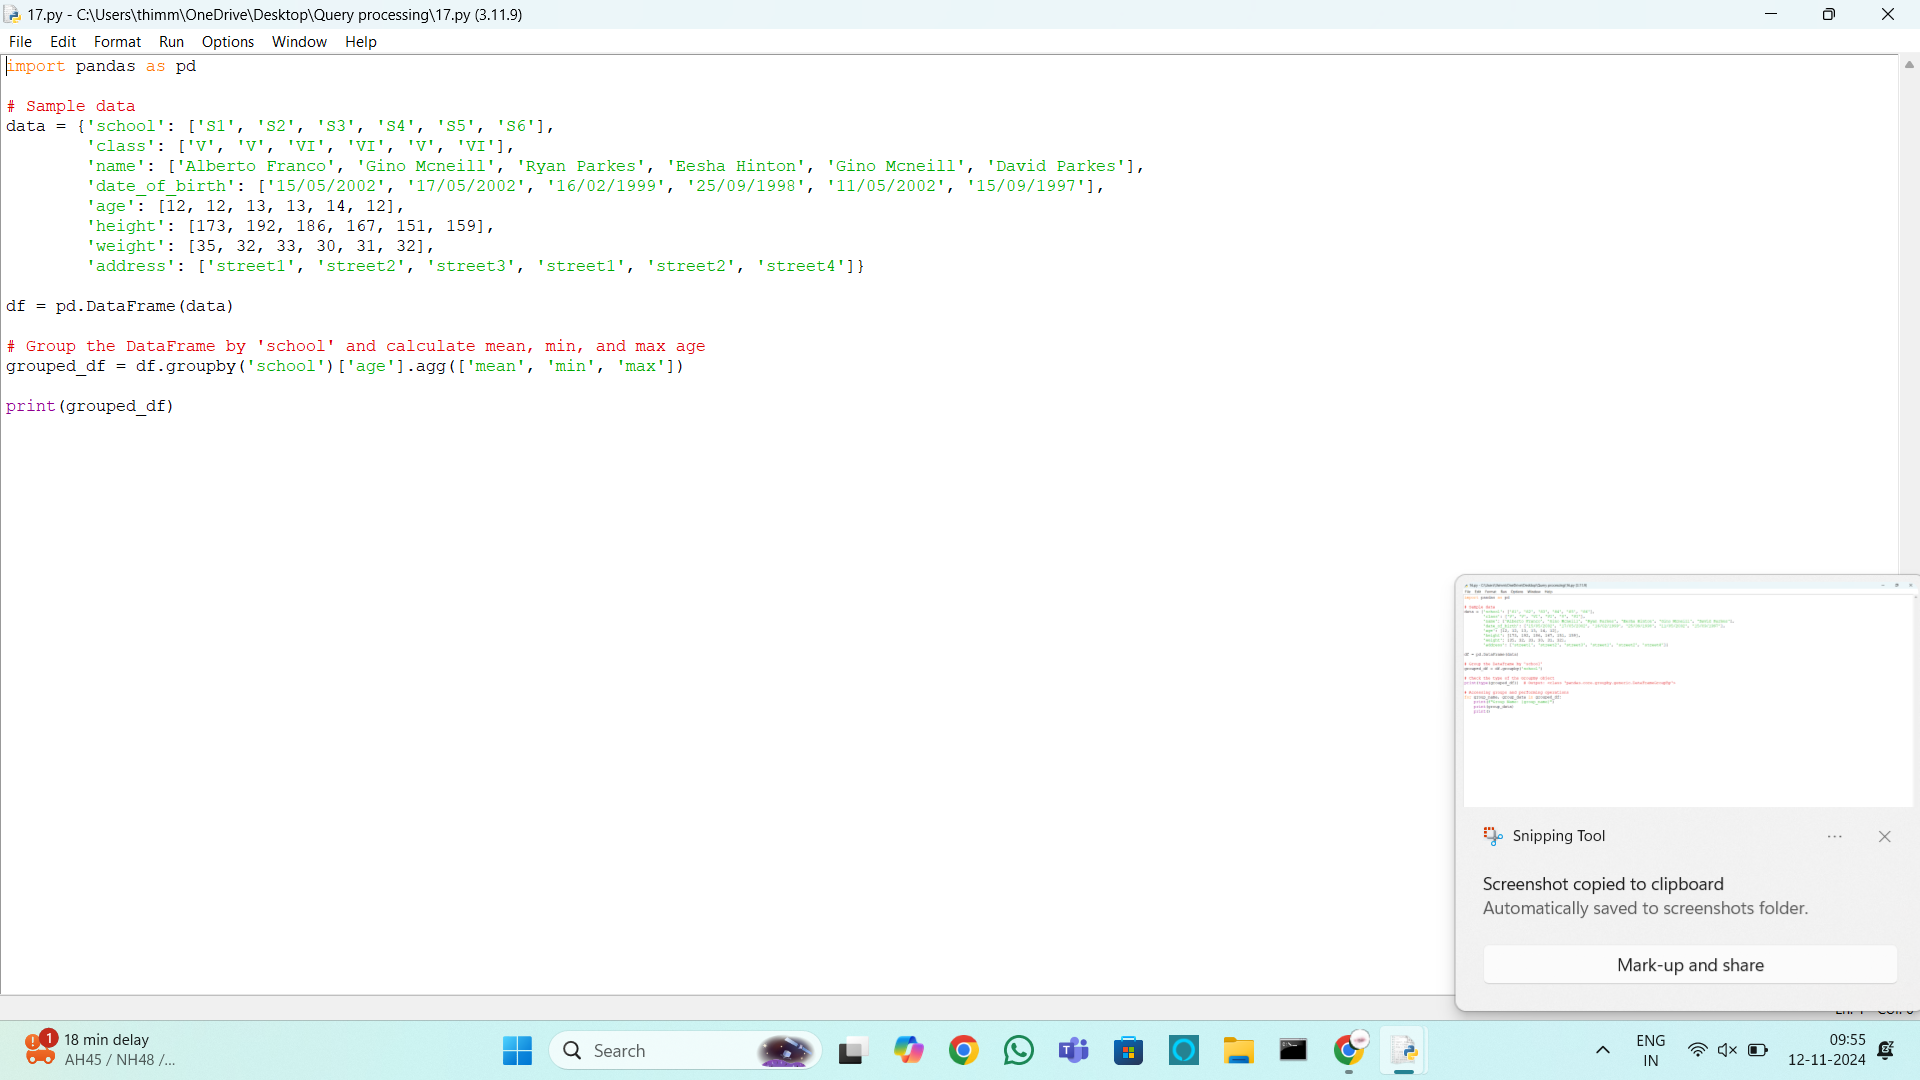 17.py - C:\Users\thimm\OneDrive\Desktop\Query processing\17.py (3.11.9)
File Edit Format Run Options Window Help
import pandas as pd
# Sample data
data = {'school': ['S1', 'S2', 'S3', 'S4', 'S5', 'S6'],
        'class': ['V', 'V', 'VI', 'VI', 'V', 'VI'],
        'name': ['Alberto Franco', 'Gino Mcneill', 'Ryan Parkes', 'Eesha Hinton', 'Gino Mcneill', 'David Parkes'],
        'date_of_birth': ['15/05/2002', '17/05/2002', '16/02/1999', '25/09/1998', '11/05/2002', '15/09/1997'],
        'age': [12, 12, 13, 13, 14, 12],
        'height': [173, 192, 186, 167, 151, 159],
        'weight': [35, 32, 33, 30, 31, 32],
        'address': ['street1', 'street2', 'street3', 'street1', 'street2', 'street4']}
df = pd.DataFrame(data)
# Group the DataFrame by 'school' and calculate mean, min, and max age
grouped_df = df.groupby('school')['age'].agg(['mean', 'min', 'max'])
print(grouped_df)
Snipping Tool
Screenshot copied to clipboard
Automatically saved to screenshots folder.
Mark-up and share
1
18 min delay
AH45 / NH48 /...
Search
ENG
IN
09:55
12-11-2024